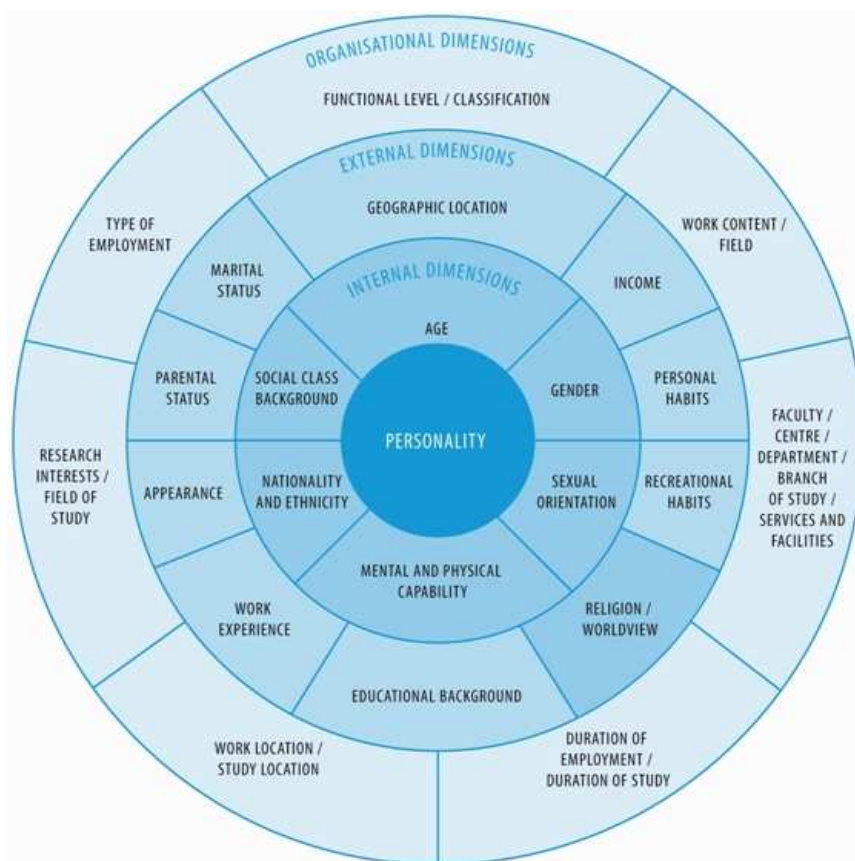 ORGANISATIONAL DIMENSIONS
FUNCTIONAL LEVEL / CLASSIFICATION
EXTERNAL DIMENSIONS
GEOGRAPHIC LOCATION
INTERNAL DIMENSIONS
AGE
PERSONALITY
TYPE OF
EMPLOYMENT
WORK CONTENT /
FIELD
MARITAL
STATUS
INCOME
PARENTAL
STATUS
SOCIAL CLASS
BACKGROUND
GENDER
PERSONAL
HABITS
RESEARCH
INTERESTS /
FIELD OF
STUDY
APPEARANCE
NATIONALITY
AND ETHNICITY
SEXUAL
ORIENTATION
RECREATIONAL
HABITS
FACULTY /
CENTRE /
DEPARTMENT /
BRANCH
OF STUDY /
SERVICES AND
FACILITIES
MENTAL AND PHYSICAL
CAPABILITY
WORK
EXPERIENCE
RELIGION /
WORLDVIEW
EDUCATIONAL BACKGROUND
WORK LOCATION /
STUDY LOCATION
DURATION OF
EMPLOYMENT /
DURATION OF STUDY